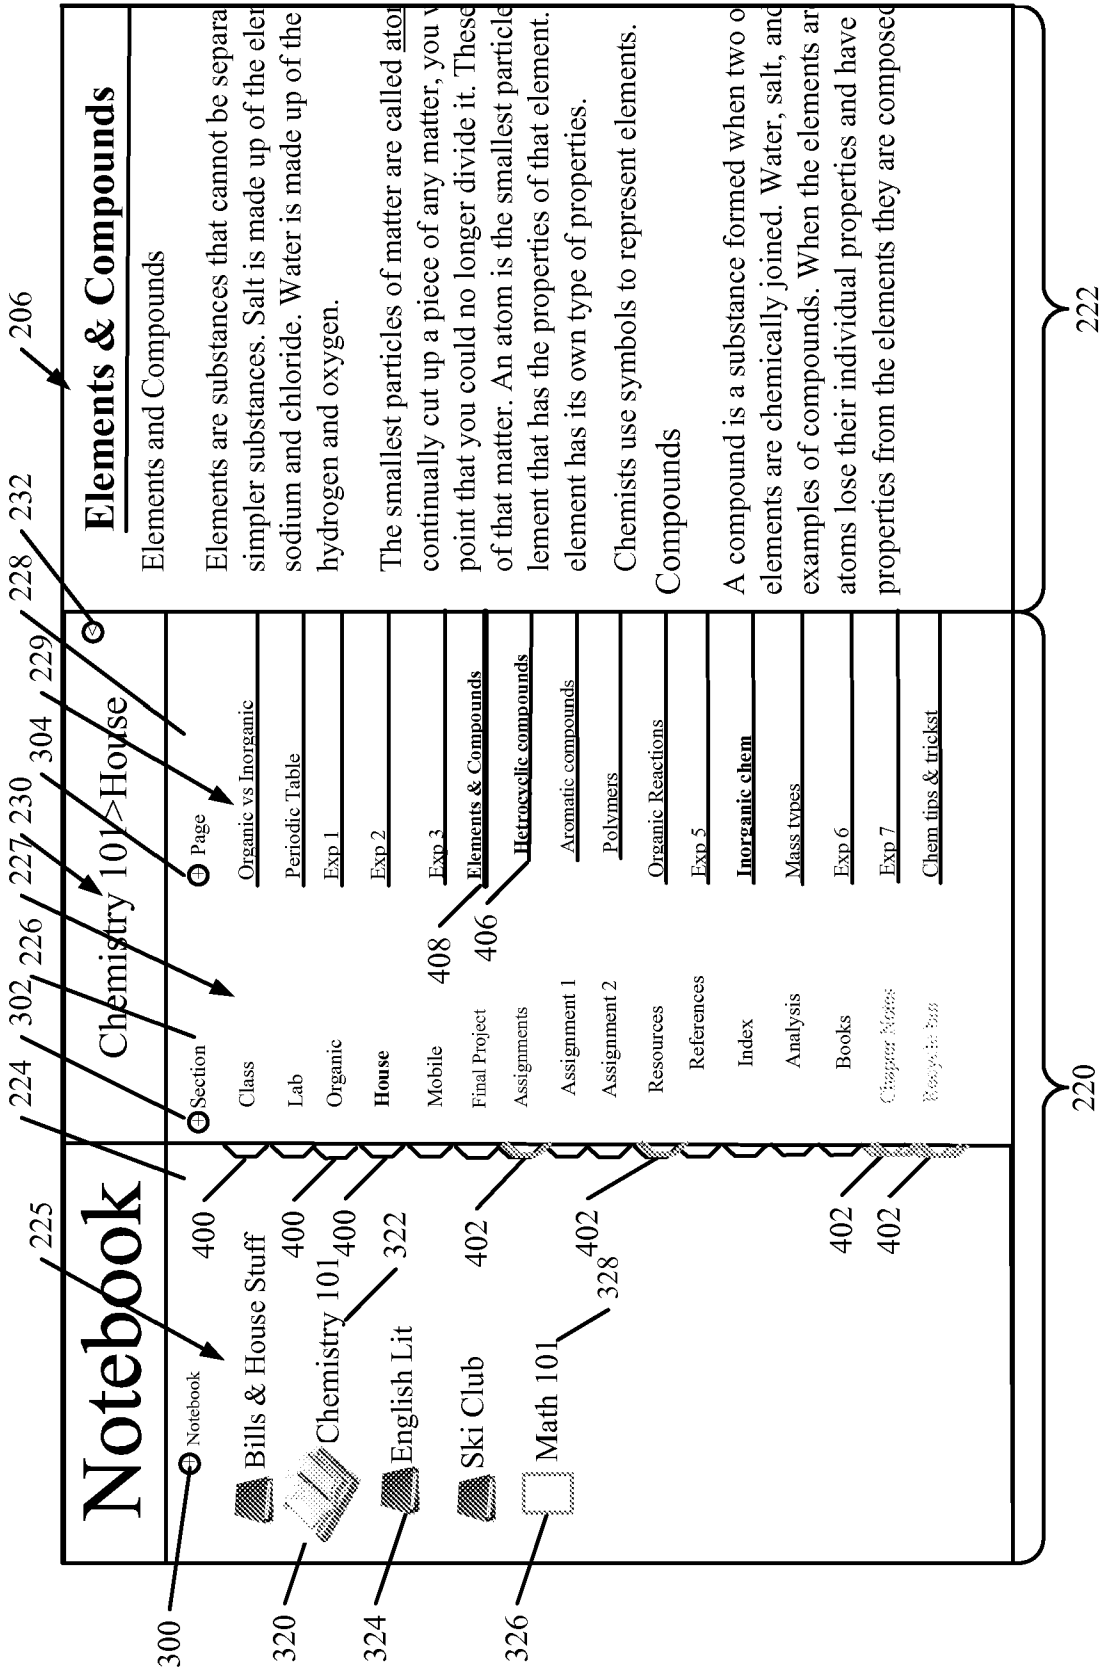 206
232
228
229
304
230
227
226
302
224
225
Notebook
Chemistry 101>House
<
Elements & Compounds
Notebook
Bills & House Stuff
Chemistry 101
English Lit
Ski Club
Math 101
300
320
324
326
322
328
400
400
400
402
402
402
402
Section
Class
Lab
Organic
House
Mobile
Final Project
Assignments
Assignment 1
Assignment 2
Resources
References
Index
Analysis
Books
Chapter Notes
408
406
Page
Organic vs Inorganic
Periodic Table
Exp 1
Exp 2
Exp 3
Elements & Compounds
Hetrocyclic compounds
Aromatic compounds
Polymers
Organic Reactions
Exp 5
Inorganic chem
Mass types
Exp 6
Exp 7
Chem tips & trickst
Elements and Compounds
Elements are substances that cannot be separa
simpler substances. Salt is made up of the eler
sodium and chloride. Water is made up of the
hydrogen and oxygen.
The smallest particles of matter are called ator
continually cut up a piece of any matter, you v
point that you could no longer divide it. These
of that matter. An atom is the smallest particle
lement that has the properties of that element.
element has its own type of properties.
Chemists use symbols to represent elements.
Compounds
A compound is a substance formed when two o
elements are chemically joined. Water, salt, and
examples of compounds. When the elements are
atoms lose their individual properties and have
properties from the elements they are composed
220
222